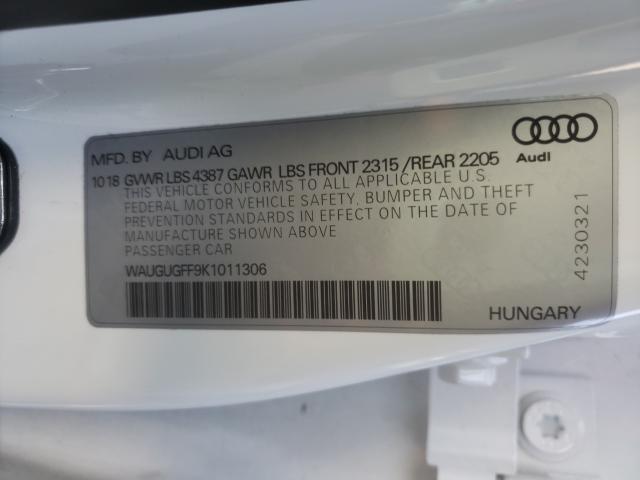 MFD. BY AUDI AG
Audi
10 18 GVWR LBS 4387 GAWR LBS FRONT 2315 /REAR 2205
THIS VEHICLE CONFORMS TO ALL APPLICABLE U.S.
FEDERAL MOTOR VEHICLE SAFETY, BUMPER AND THEFT
PREVENTION STANDARDS IN EFFECT ON THE DATE OF
MANUFACTURE SHOWN ABOVE
PASSENGER CAR
WAUGUGFF9K1011306
4230321
HUNGARY